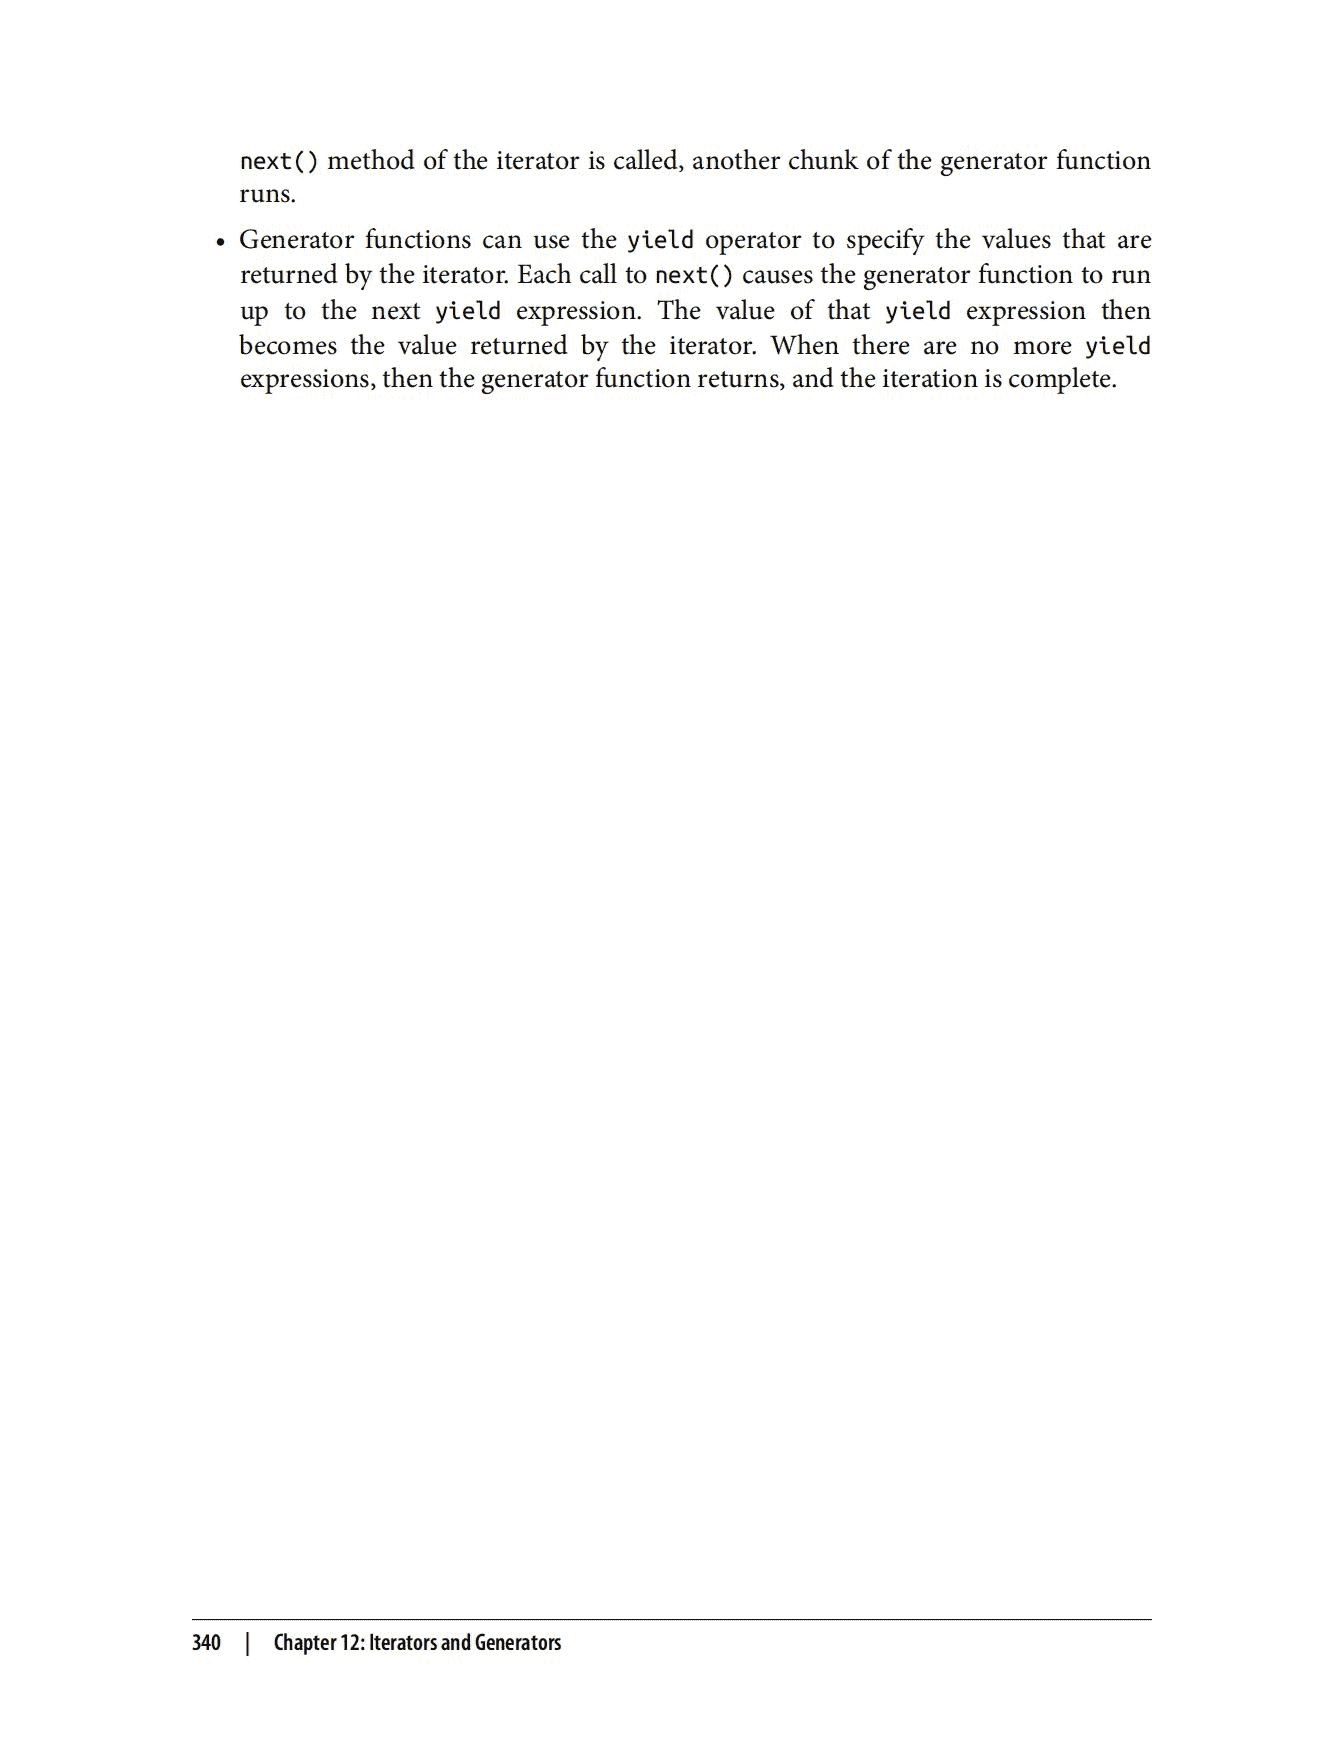 next() method of the iterator is called, another chunk of the generator function
runs.
• Generator functions can use the yield operator to specify the values that are
returned by the iterator. Each call to next() causes the generator function to run
up to the next yield expression. The value of that yield expression then
becomes the value returned by the iterator. When there are no more yield
expressions, then the generator function returns, and the iteration is complete.
340 | Chapter 12: Iterators and Generators